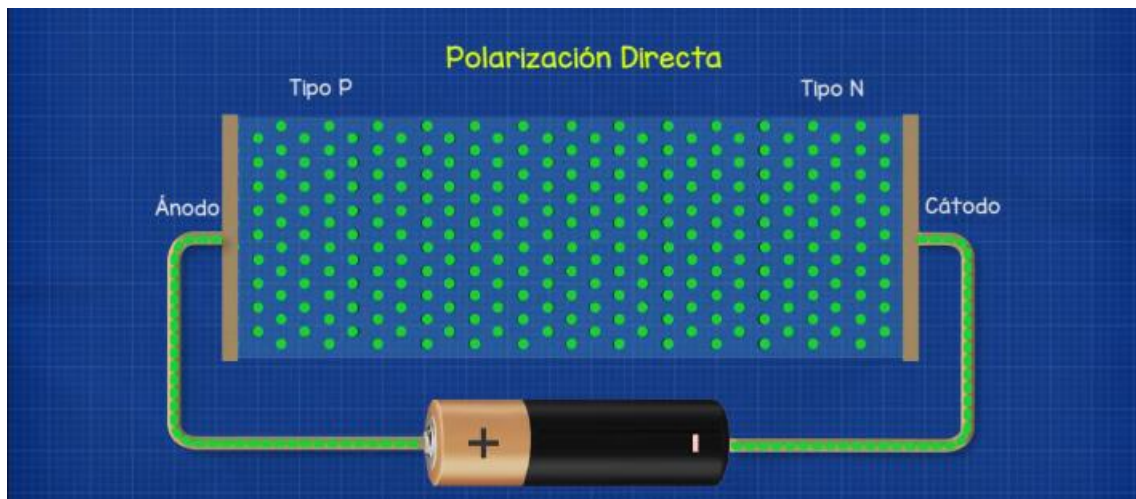 Polarización Directa
Tipo P
Tipo N
Ánodo
Cátodo
+
-